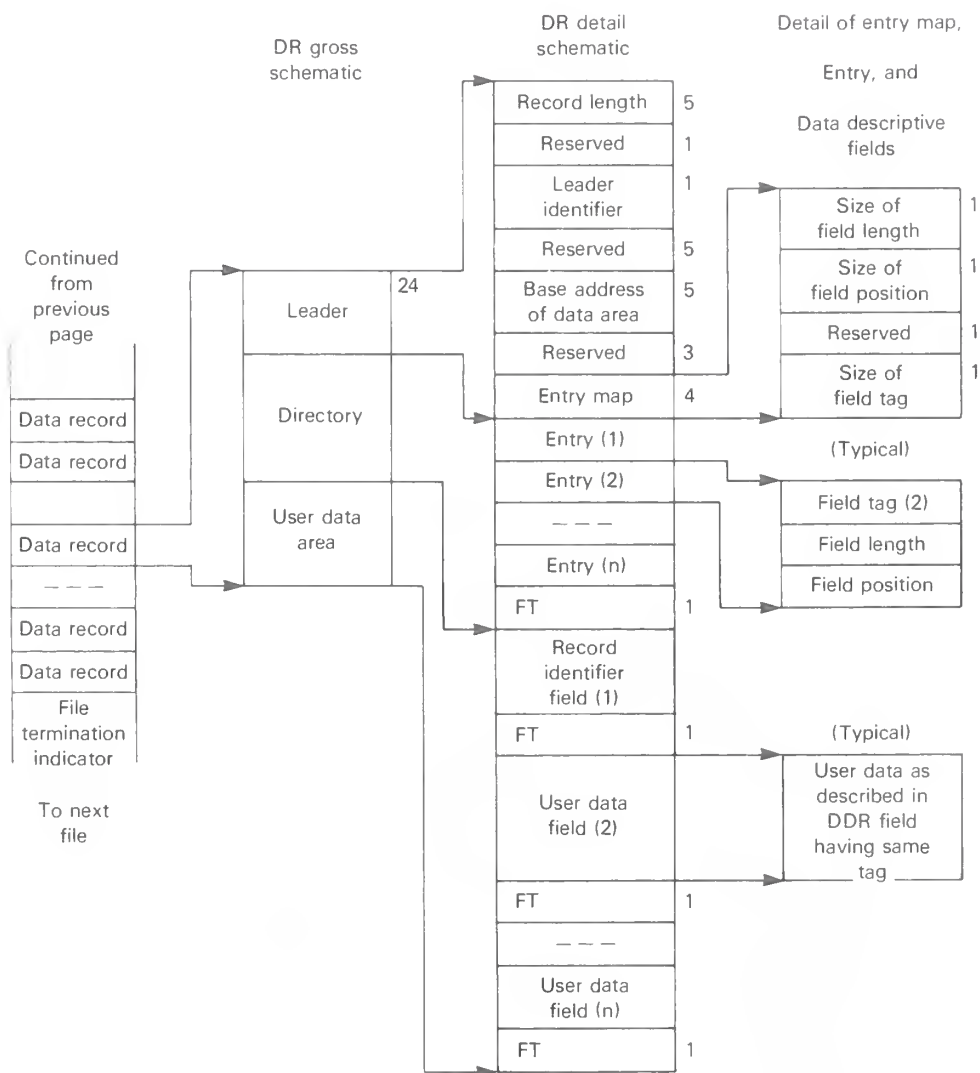 Continued
from
previous
page
Data record
Data record
Data record
– – –
Data record
Data record
File
termination
indicator
To next
file
DR gross
schematic
Leader
24
Directory
User data
area
DR detail
schematic
Record length 5
Reserved 1
Leader 1
identifier
Reserved 5
Base address 5
of data area
Reserved 3
Entry map 4
Entry (1)
Entry (2)
– – –
Entry (n)
FT 1
Record
identifier
field (1)
FT 1
User data
field (2)
FT 1
– – –
User data
field (n)
FT 1
Detail of entry map,
Entry, and
Data descriptive
fields
Size of 1
field length
Size of 1
field position
Reserved 1
Size of 1
field tag
(Typical)
Field tag (2)
Field length
Field position
(Typical)
User data as
described in
DDR field
having same
tag